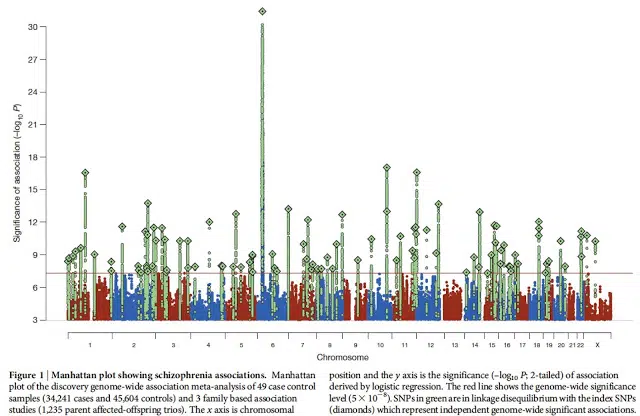 30
27
24
21
18
15
12
9
6
3
Significance of association (–log10 P)
1 2 3 4 5 6 7 8 9 10 11 12 13 14 15 16 17 18 19 20 21 22 X
Chromosome
Figure 1 | Manhattan plot showing schizophrenia associations. Manhattan
plot of the discovery genome-wide association meta-analysis of 49 case control
samples (34,241 cases and 45,604 controls) and 3 family based association
studies (1,235 parent affected-offspring trios). The x axis is chromosomal
position and the y axis is the significance (–log10 P; 2-tailed) of association
derived by logistic regression. The red line shows the genome-wide significance
level (5 × 10−8). SNPs in green are in linkage disequilibrium with the index SNPs
(diamonds) which represent independent genome-wide significant associations